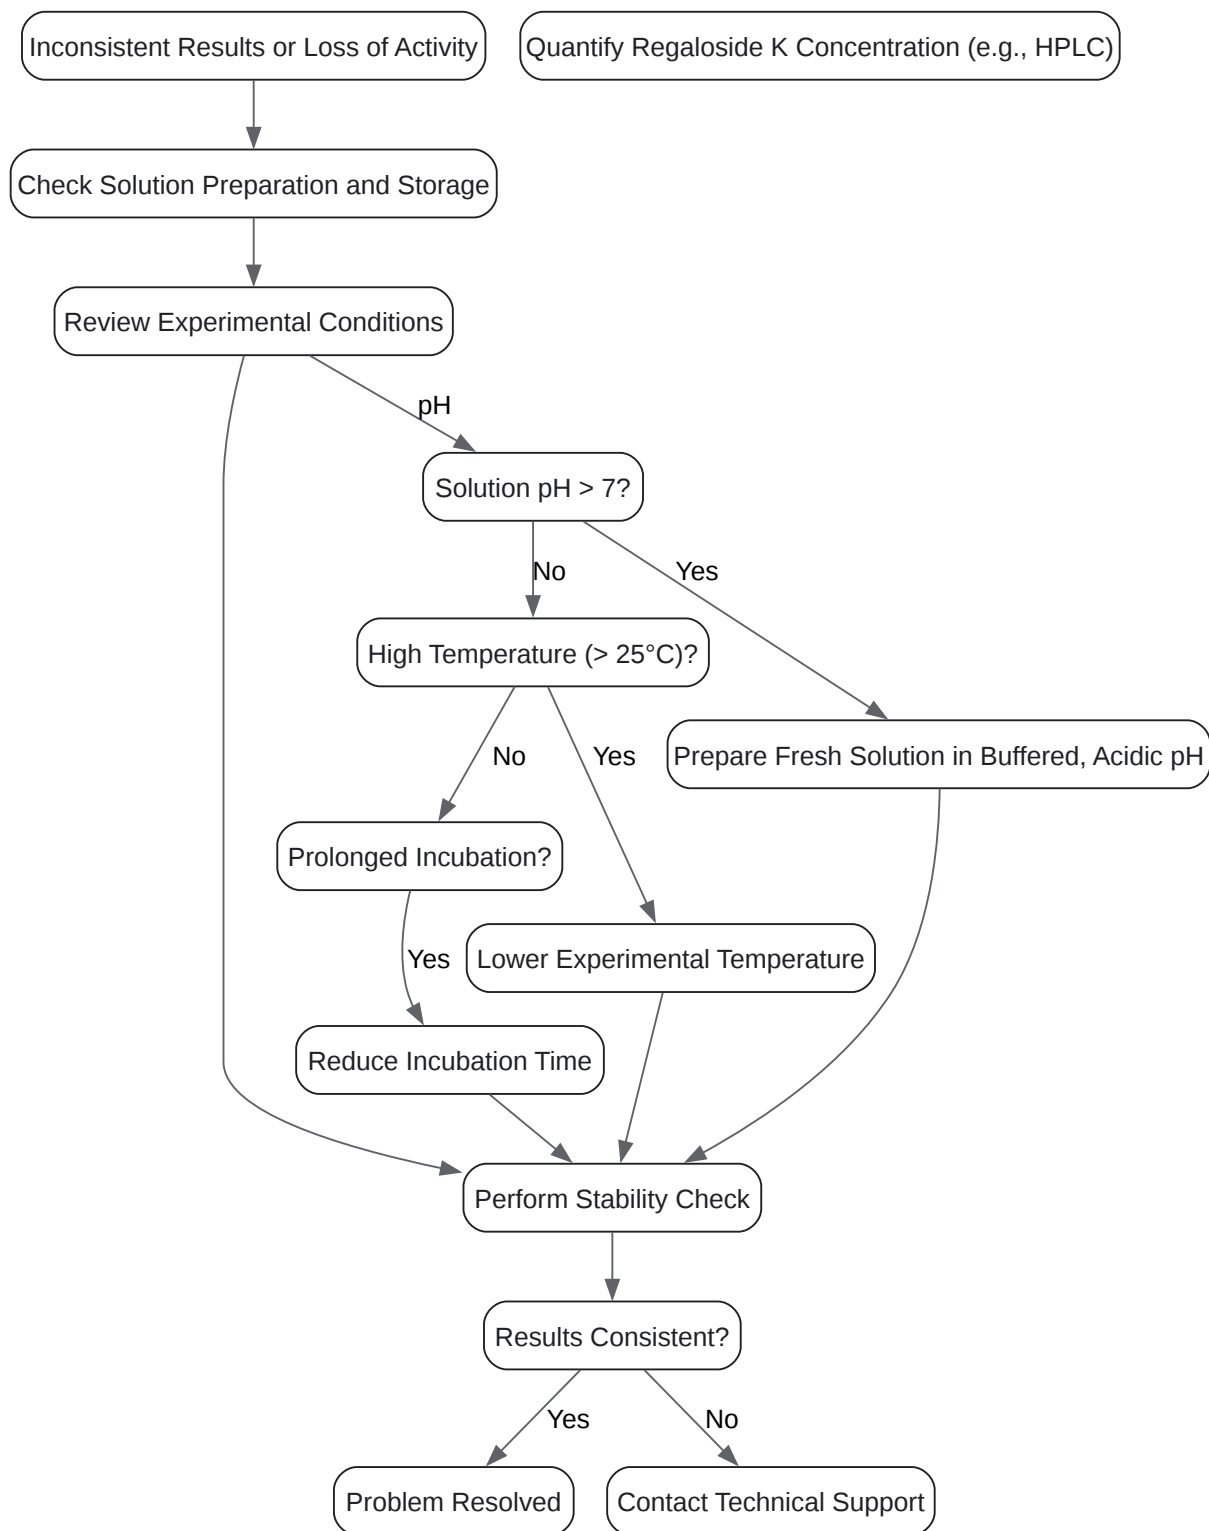 Inconsistent Results or Loss of Activity
Quantify Regaloside K Concentration (e.g., HPLC)
Check Solution Preparation and Storage
Review Experimental Conditions
pH
Solution pH > 7?
No
Yes
High Temperature (> 25°C)?
No
Yes
Prepare Fresh Solution in Buffered, Acidic pH
Prolonged Incubation?
Yes
Lower Experimental Temperature
Reduce Incubation Time
Perform Stability Check
Results Consistent?
Yes
No
Problem Resolved
Contact Technical Support